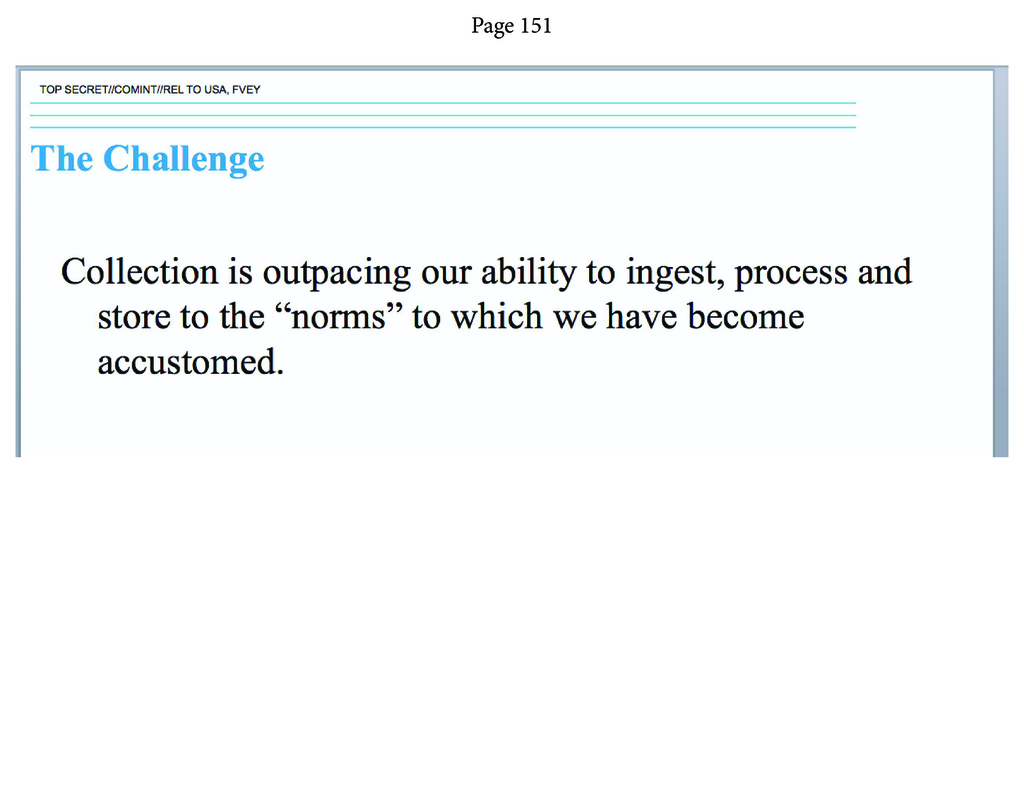 Page 151
TOP SECRET//COMINT//REL TO USA, FVEY
The Challenge
Collection is outpacing our ability to ingest, process and
store to the “norms” to which we have become
accustomed.